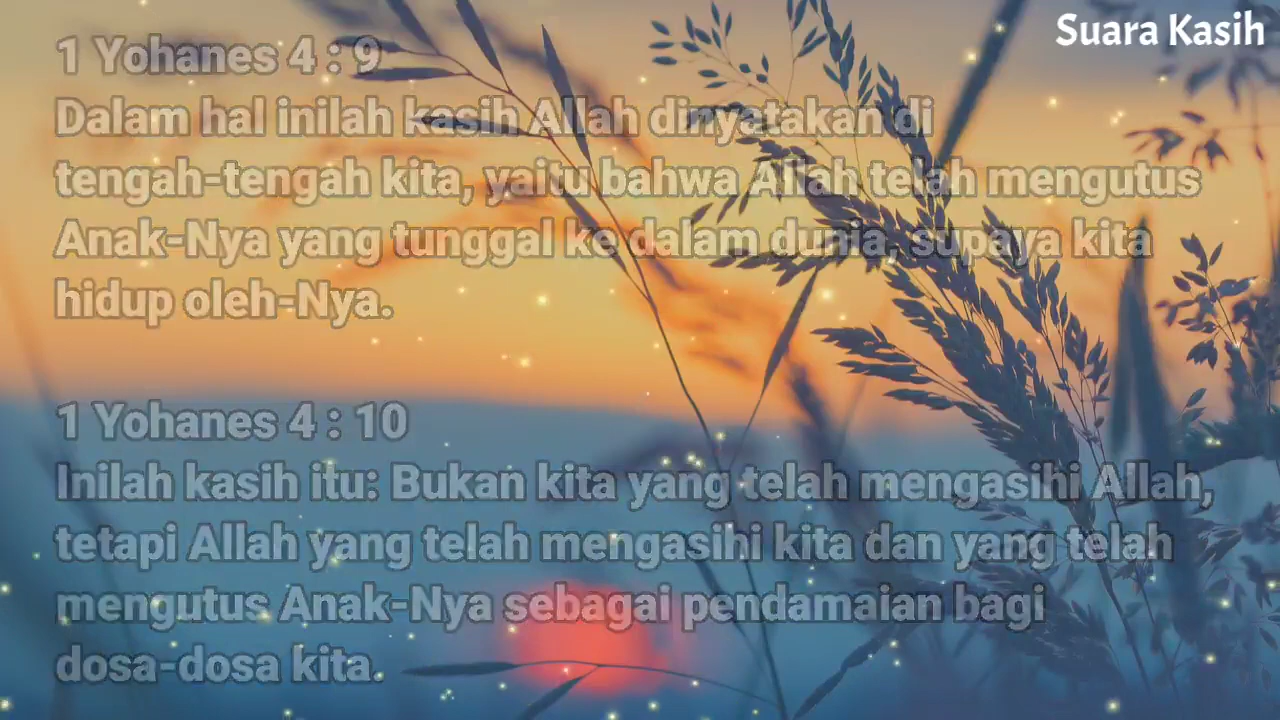 Suara Kasih
1 Yohanes 4 : 9
Dalam hal inilah kasih Allah dinyatakan di
tengah-tengah kita, yaitu bahwa Allah telah mengutus
Anak-Nya yang tunggal ke dalam dunia, supaya kita
hidup oleh-Nya.
1 Yohanes 4 : 10
Inilah kasih itu: Bukan kita yang telah mengasihi Allah,
tetapi Allah yang telah mengasihi kita dan yang telah
mengutus Anak-Nya sebagai pendamaian bagi
dosa-dosa kita.